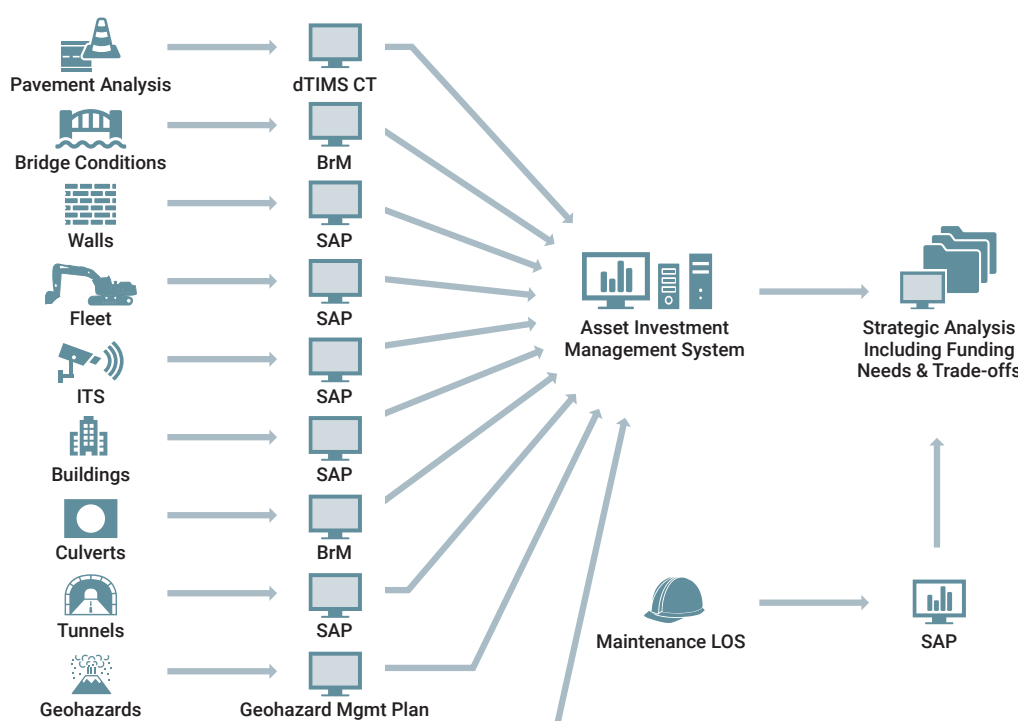 Pavement Analysis
dTIMS CT
Bridge Conditions
BrM
Walls
SAP
Fleet
SAP
ITS
SAP
Buildings
SAP
Culverts
BrM
Tunnels
SAP
Geohazards
Geohazard Mgmt Plan
Asset Investment
Management System
Strategic Analysis
Including Funding
Needs & Trade-offs
Maintenance LOS
SAP